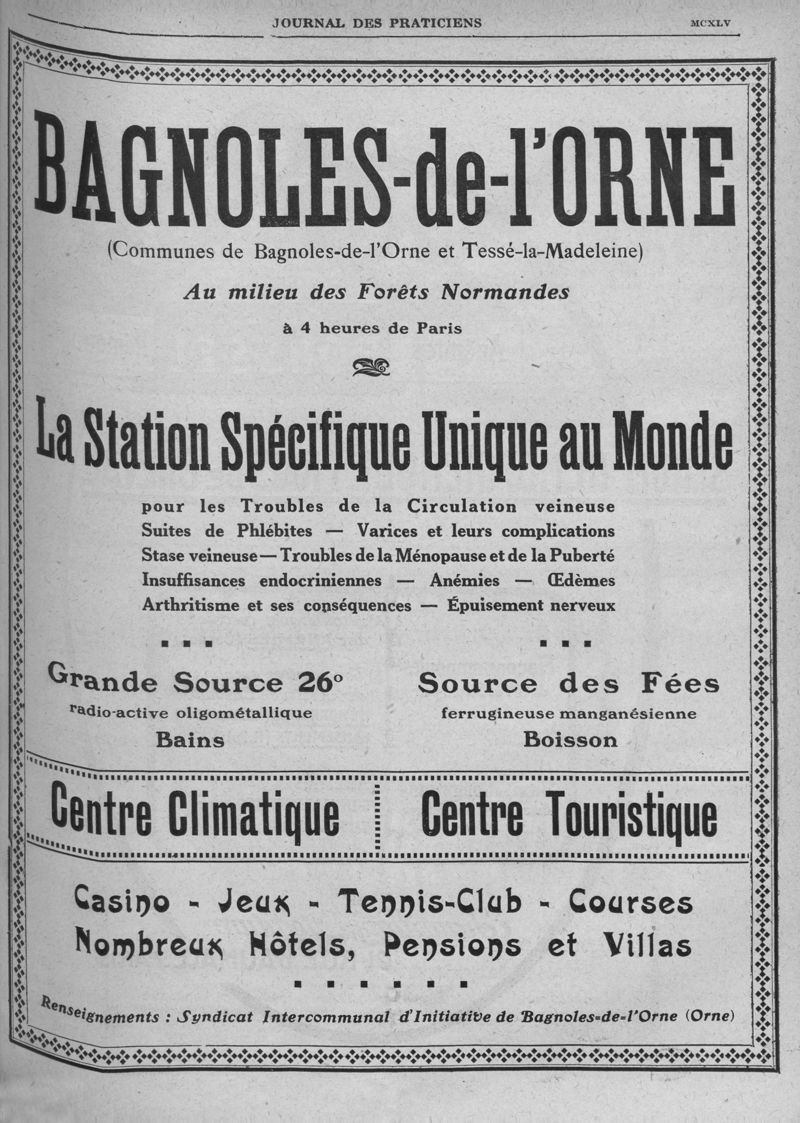 JOURNAL DES PRATICIENS MCXLV
BAGNOLES-de-l'ORNE
(Communes de Bagnoles-de-l'Orne et Tessé-la-Madeleine)
Au milieu des Forêts Normandes
à 4 heures de Paris
La Station Spécifique Unique au Monde
pour les Troubles de la Circulation veineuse
Suites de Phlébites — Varices et leurs complications
Stase veineuse — Troubles de la Ménopause et de la Puberté
Insuffisances endocriniennes — Anémies — Œdèmes
Arthritisme et ses conséquences — Épuisement nerveux
Grande Source 26° Source des Fées
radio-active oligométallique ferrugineuse manganésienne
Bains Boisson
Centre Climatique Centre Touristique
Casino - Jeux - Tennis-Club - Courses
Nombreux Hôtels, Pensions et Villas
Renseignements : Syndicat Intercommunal d'Initiative de Bagnoles-de-l'Orne (Orne)